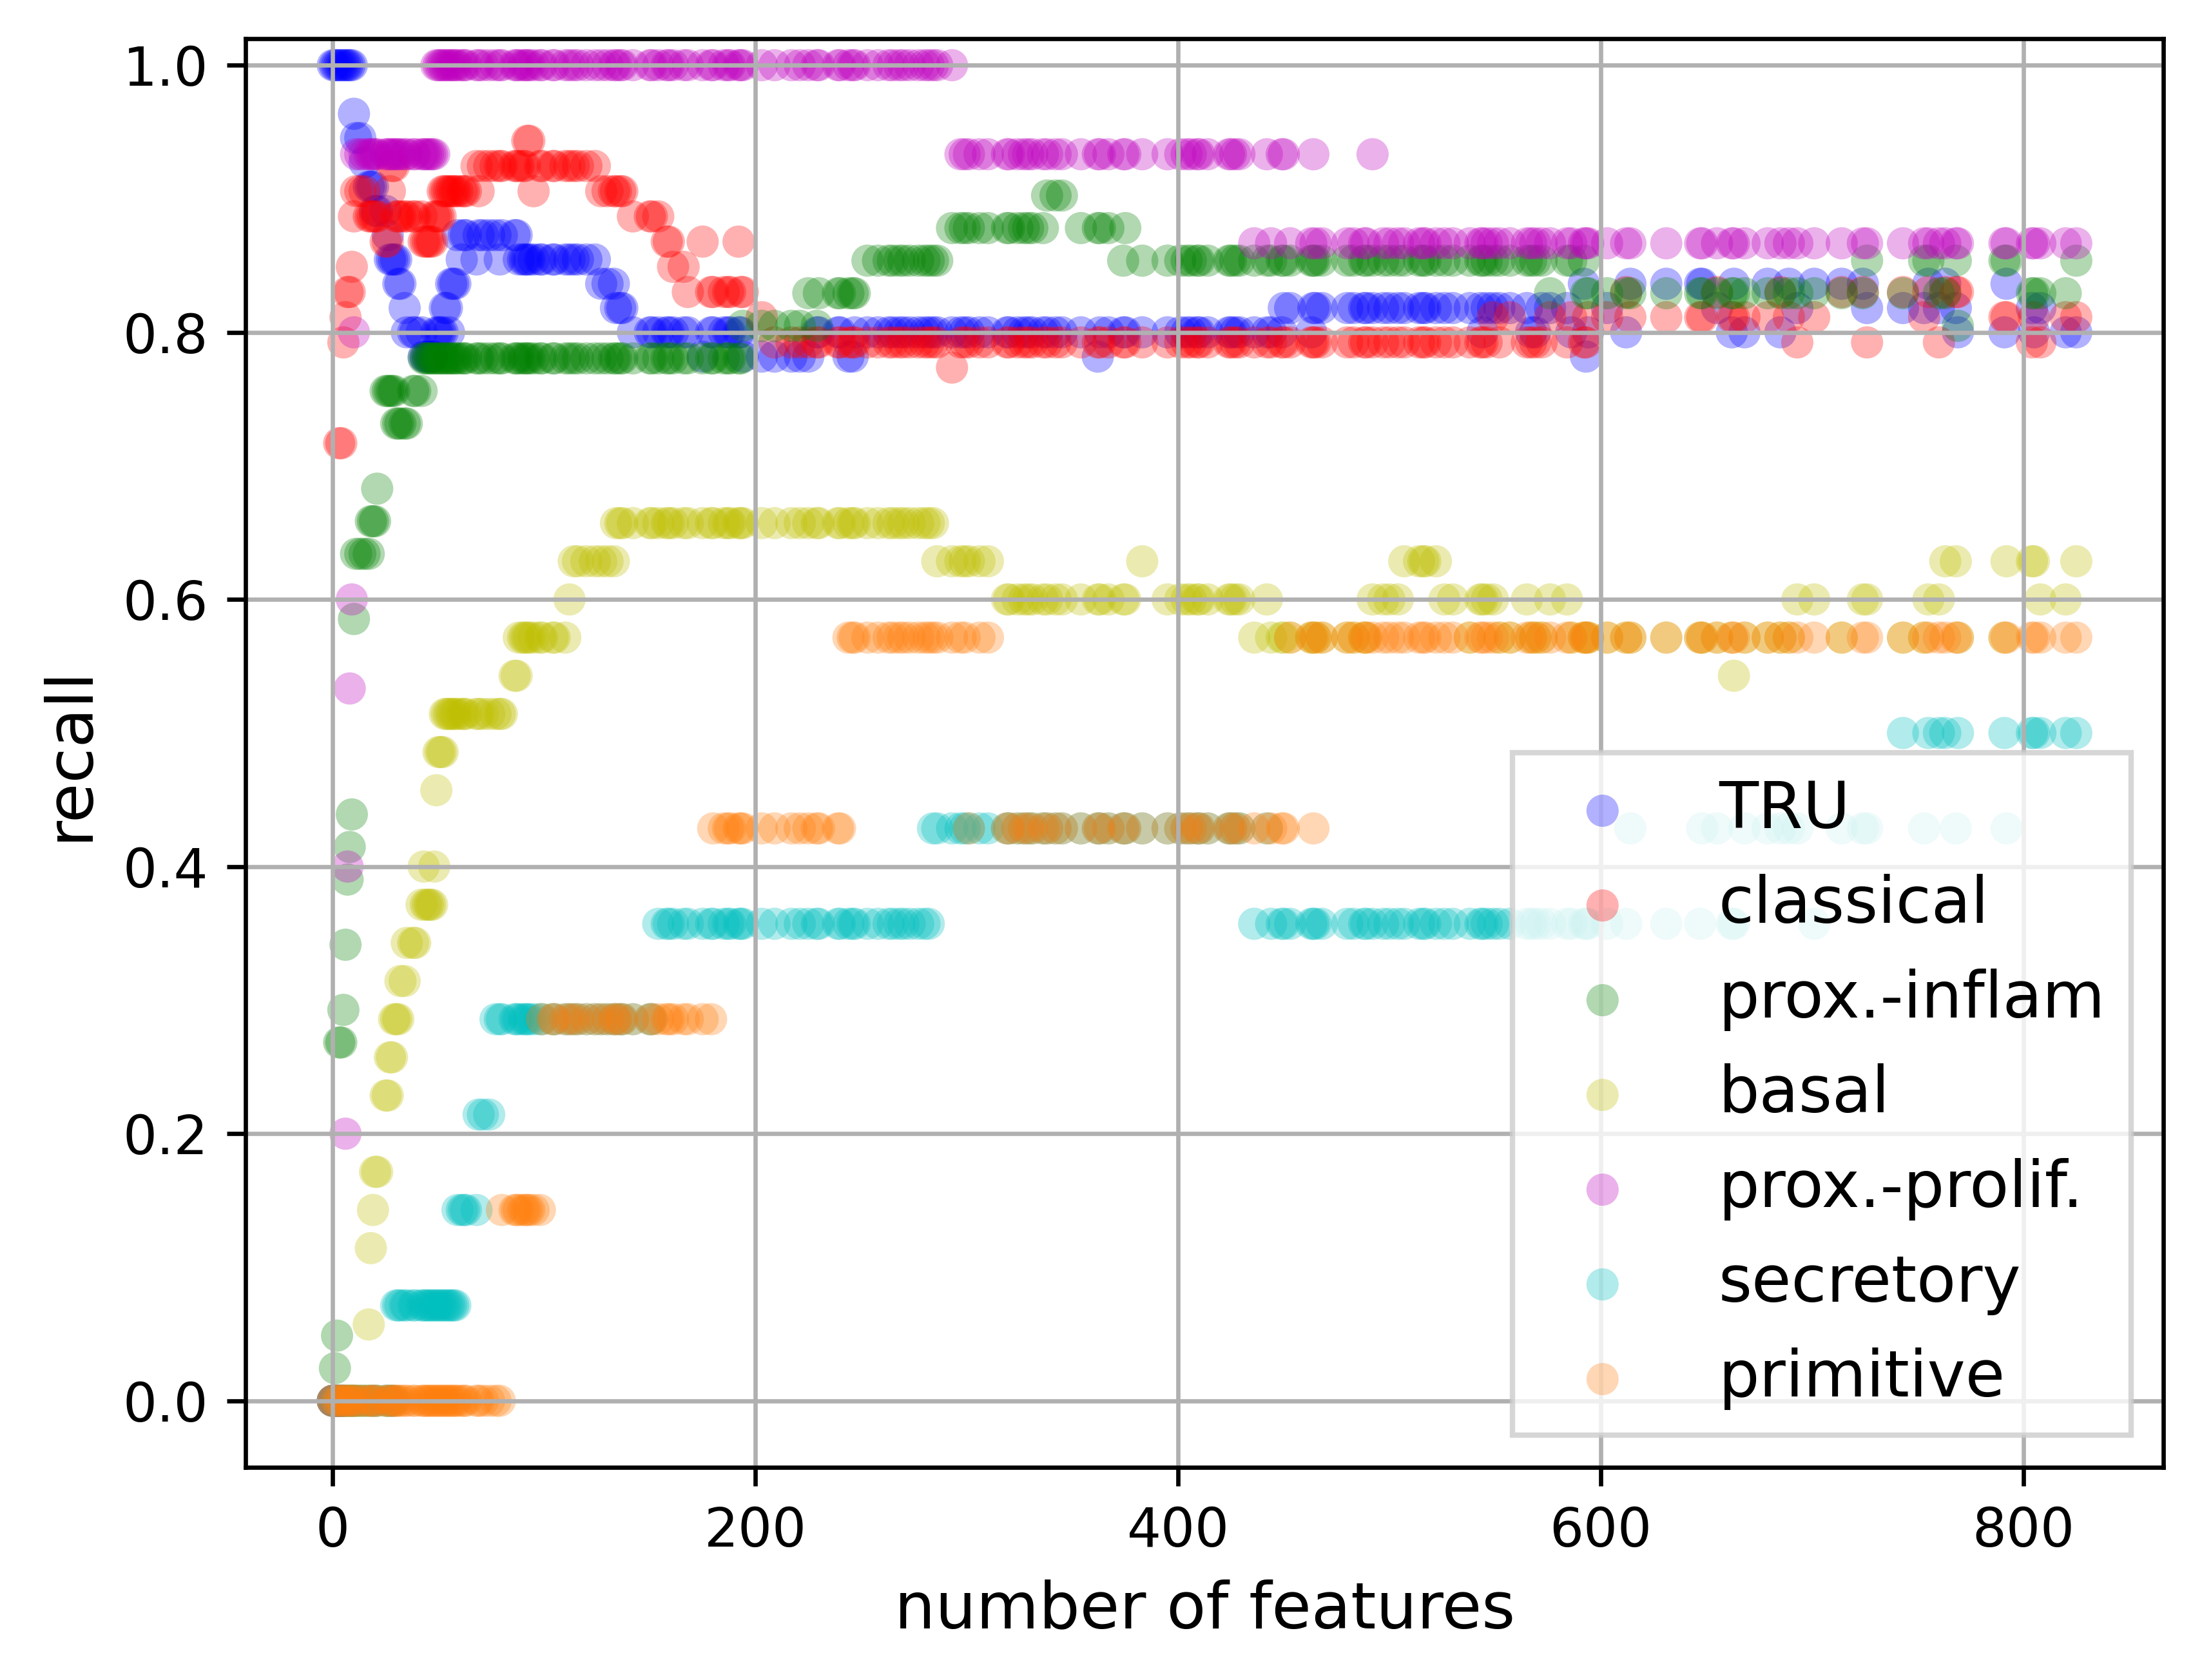 1.0
0.8
0.6
0.4
0.2
0.0
recall
TRU
classical
prox.-inflam
basal
prox.-prolif.
secretory
primitive
0 200 400 600 800
number of features